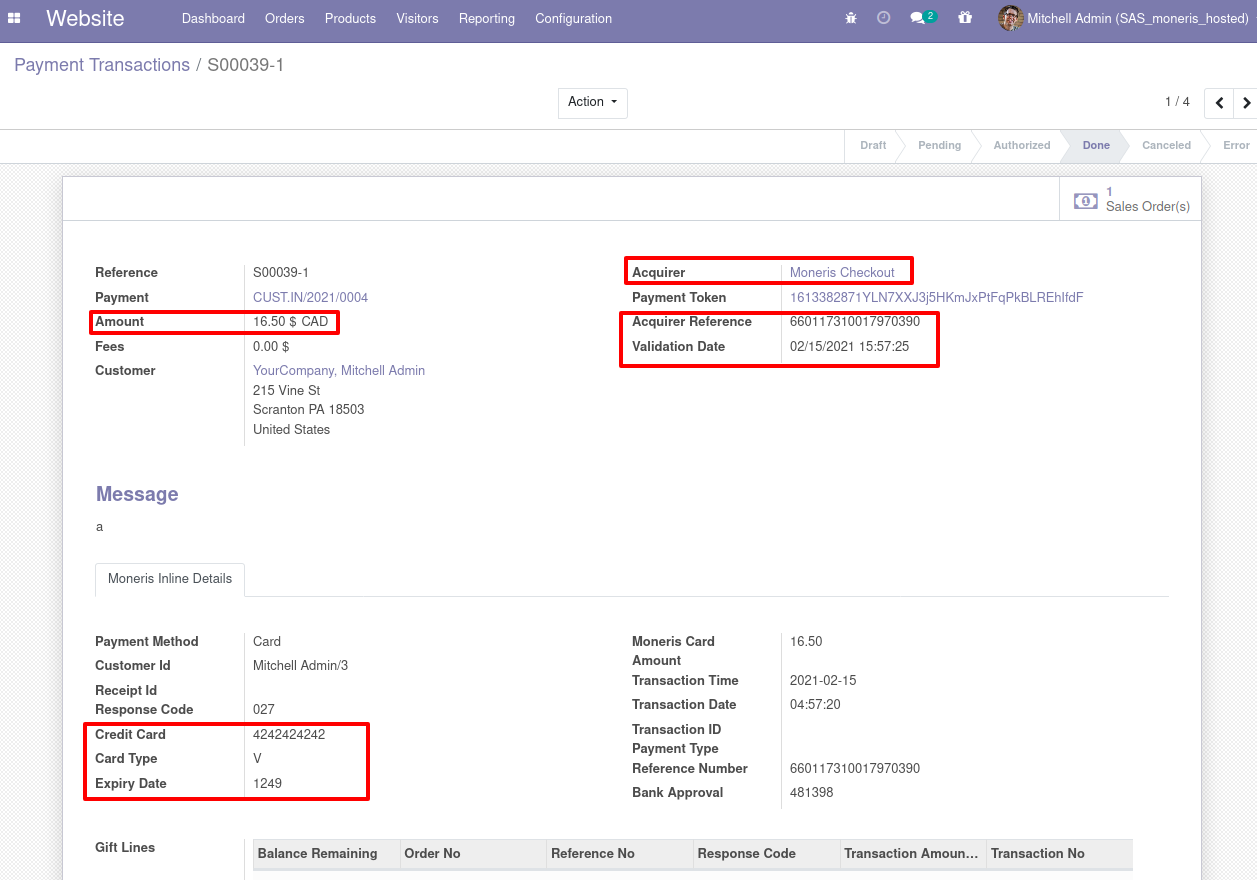 Website
Dashboard Orders Products Visitors Reporting Configuration
2
Mitchell Admin (SAS_moneris_hosted)
Payment Transactions / S00039-1
Action
1 / 4
Draft Pending Authorized Done Canceled Error
1
Sales Order(s)
Reference S00039-1
Payment CUST.IN/2021/0004
Amount 16.50 $ CAD
Fees 0.00 $
Customer YourCompany, Mitchell Admin
215 Vine St
Scranton PA 18503
United States
Acquirer Moneris Checkout
Payment Token 1613382871YLN7XXJ3j5HKmJxPtFqPkBLREhIfdF
Acquirer Reference 660117310017970390
Validation Date 02/15/2021 15:57:25
Message
a
Moneris Inline Details
Payment Method Card
Customer Id Mitchell Admin/3
Receipt Id
Response Code 027
Credit Card 4242424242
Card Type V
Expiry Date 1249
Moneris Card 16.50
Amount
Transaction Time 2021-02-15
Transaction Date 04:57:20
Transaction ID
Payment Type
Reference Number 660117310017970390
Bank Approval 481398
Gift Lines
Balance Remaining Order No Reference No Response Code Transaction Amoun... Transaction No